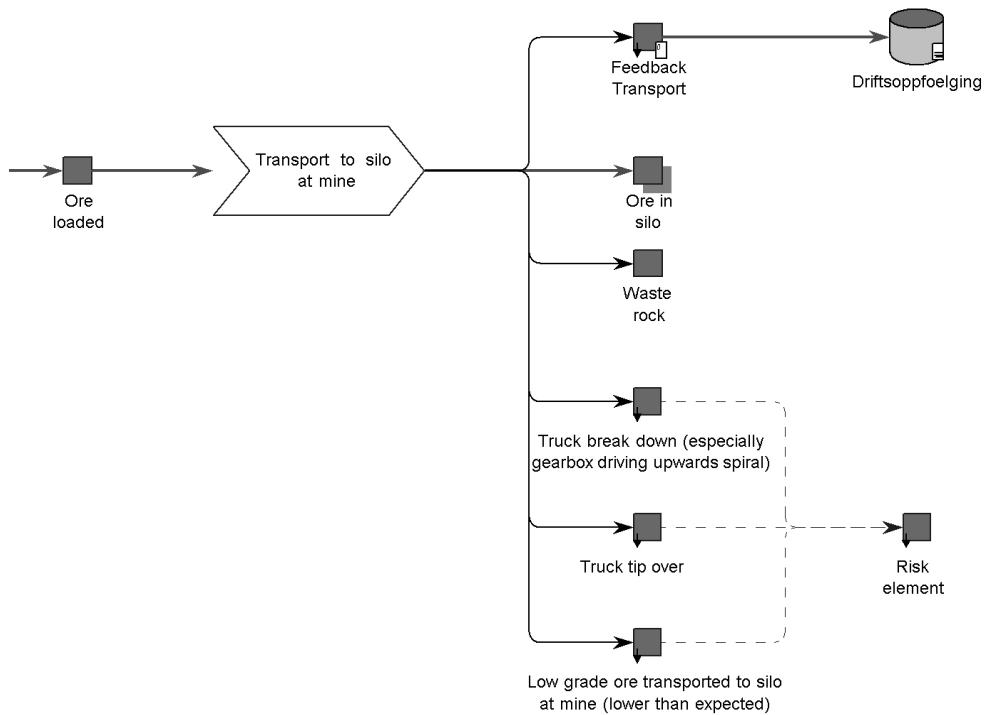 Feedback
Transport
Driftsoppfoelging
Transport to silo
at mine
Ore
loaded
Ore in
silo
Waste
rock
Truck break down (especially
gearbox driving upwards spiral)
Truck tip over
Risk
element
Low grade ore transported to silo
at mine (lower than expected)